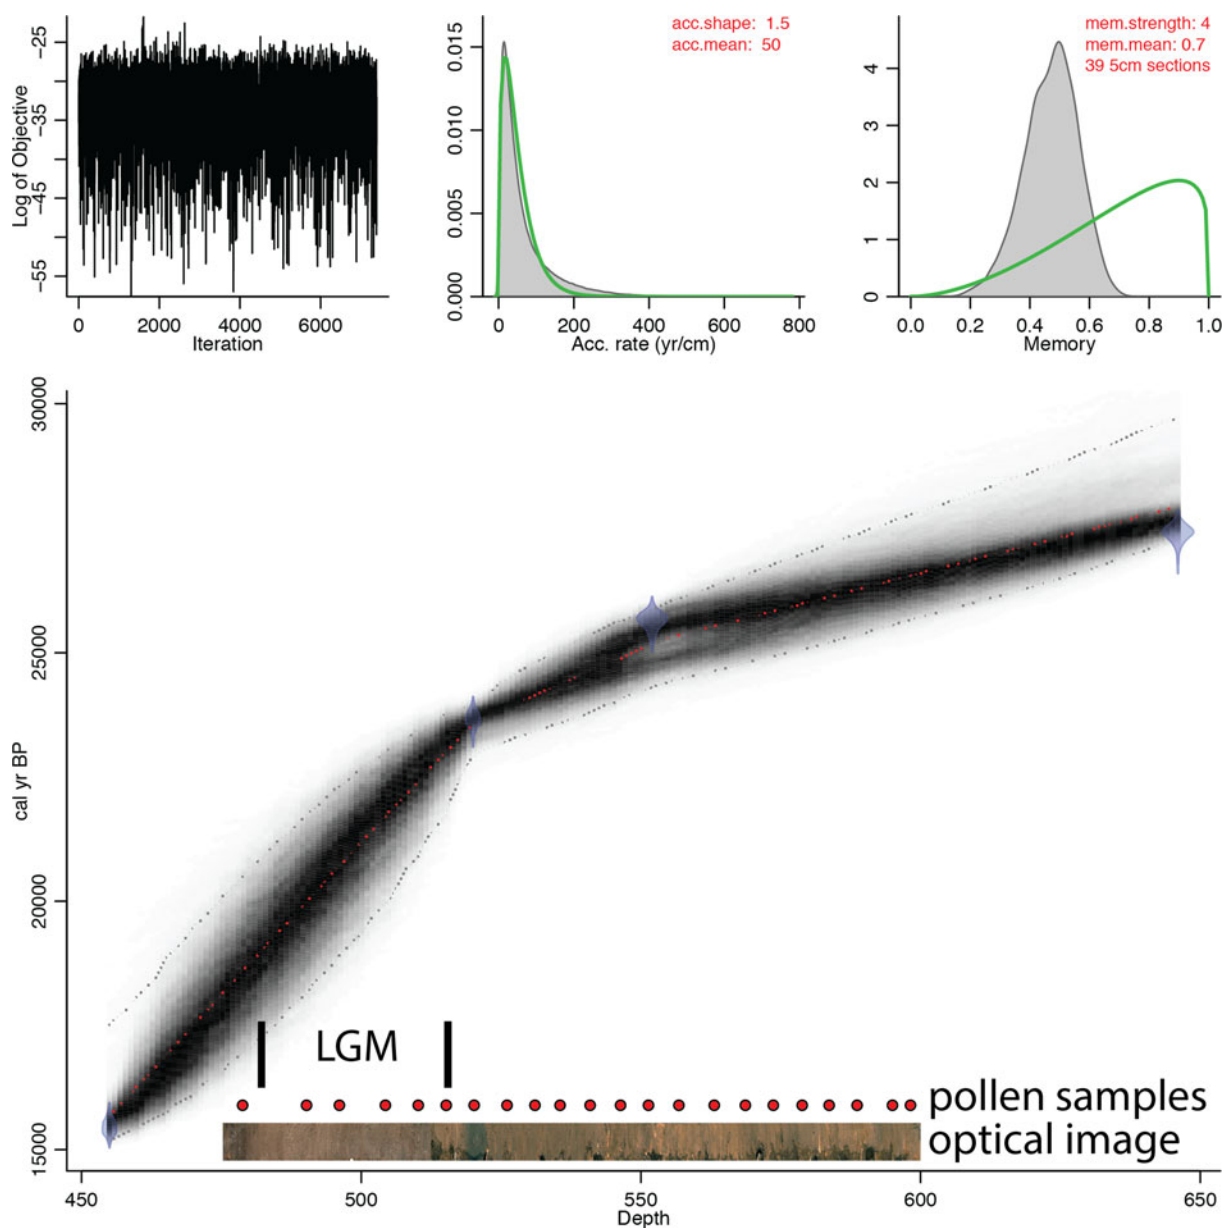 Log of Objective
-25
-35
-45
-55
0 2000 4000 6000
Iteration
acc.shape: 1.5
acc.mean: 50
0.015
0.010
0.005
0.000
0 200 400 600 800
Acc. rate (yr/cm)
mem.strength: 4
mem.mean: 0.7
39 5cm sections
4
3
2
1
0
0.0 0.2 0.4 0.6 0.8 1.0
Memory
cal yr BP
30000
25000
20000
15000
LGM
pollen samples
optical image
450 500 550 600 650
Depth